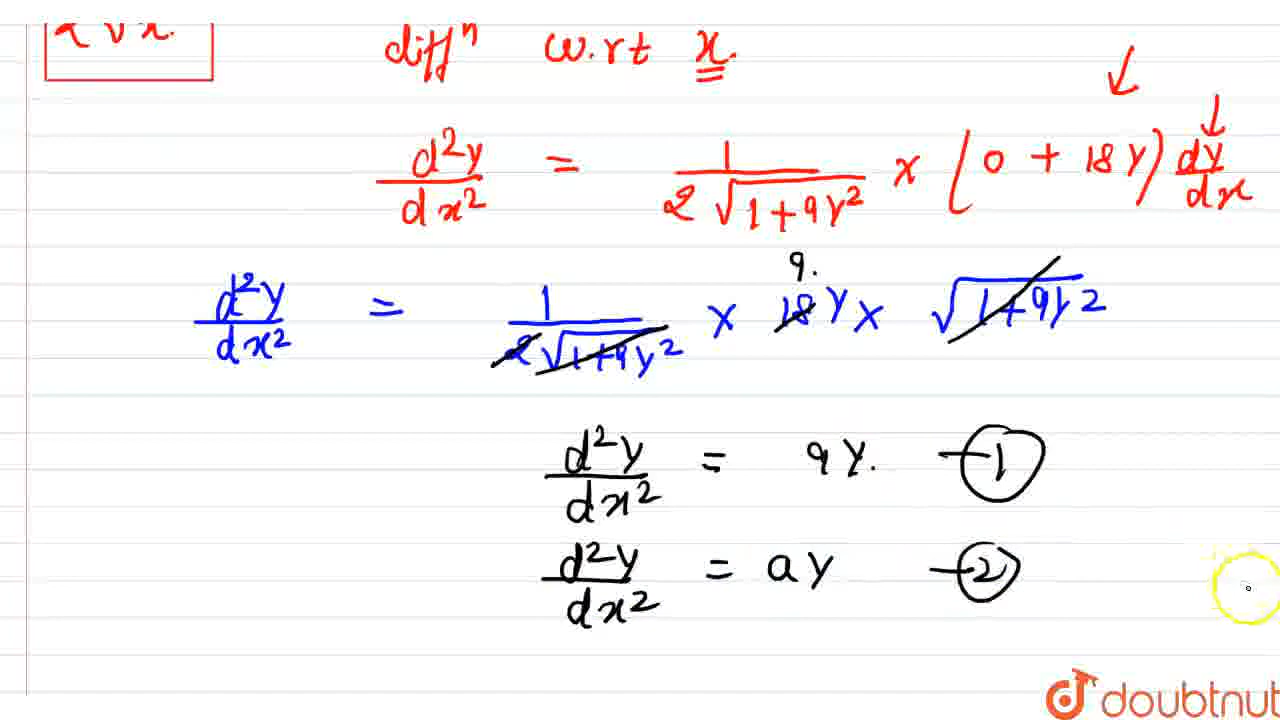 2√x.
diffⁿ w.r.t x.
d²y/dx² = 1/(2√(1+9y²)) × (0 + 18y) dy/dx
9.
d²y/dx² = 1/(2√(1+9y²)) × 18y × √(1+9y²)
d²y/dx² = 9y. —①
d²y/dx² = ay —②
doubtnut